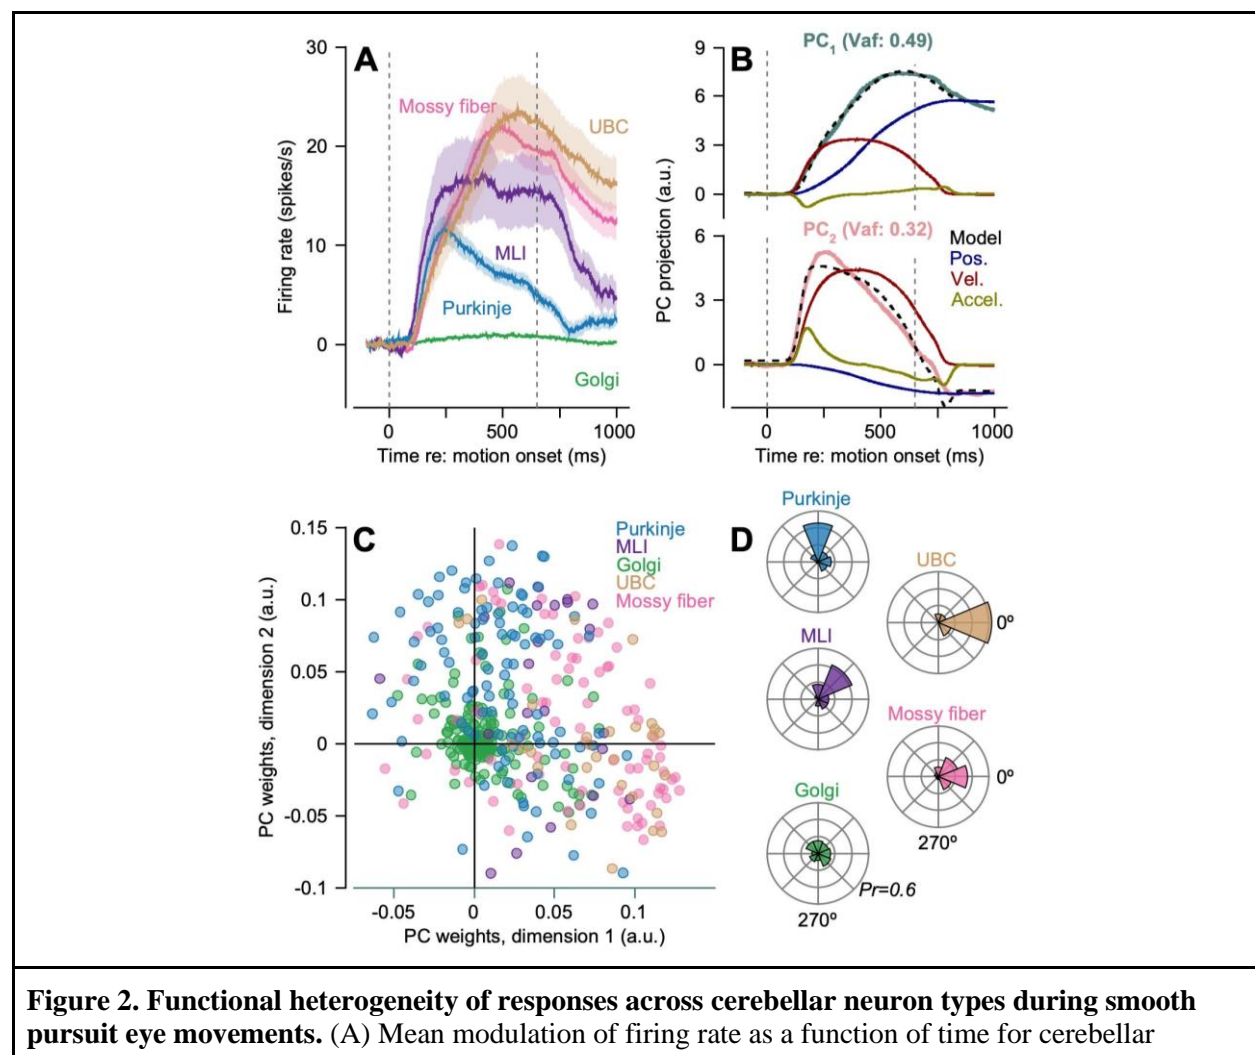 A
30
20
10
0
Firing rate (spikes/s)
Mossy fiber
UBC
MLI
Purkinje
Golgi
0
500
1000
Time re: motion onset (ms)
B
PC1 (Vaf: 0.49)
9
6
3
0
PC projection (a.u.)
PC2 (Vaf: 0.32)
6
3
0
Model
Pos.
Vel.
Accel.
0
500
1000
Time re: motion onset (ms)
C
0.15
0.1
0.05
0
-0.05
-0.1
PC weights, dimension 2 (a.u.)
Purkinje
MLI
Golgi
UBC
Mossy fiber
-0.05
0
0.05
0.1
PC weights, dimension 1 (a.u.)
D
Purkinje
UBC
0º
MLI
Mossy fiber
0º
270º
Golgi
Pr=0.6
270º
Figure 2. Functional heterogeneity of responses across cerebellar neuron types during smooth
pursuit eye movements. (A) Mean modulation of firing rate as a function of time for cerebellar